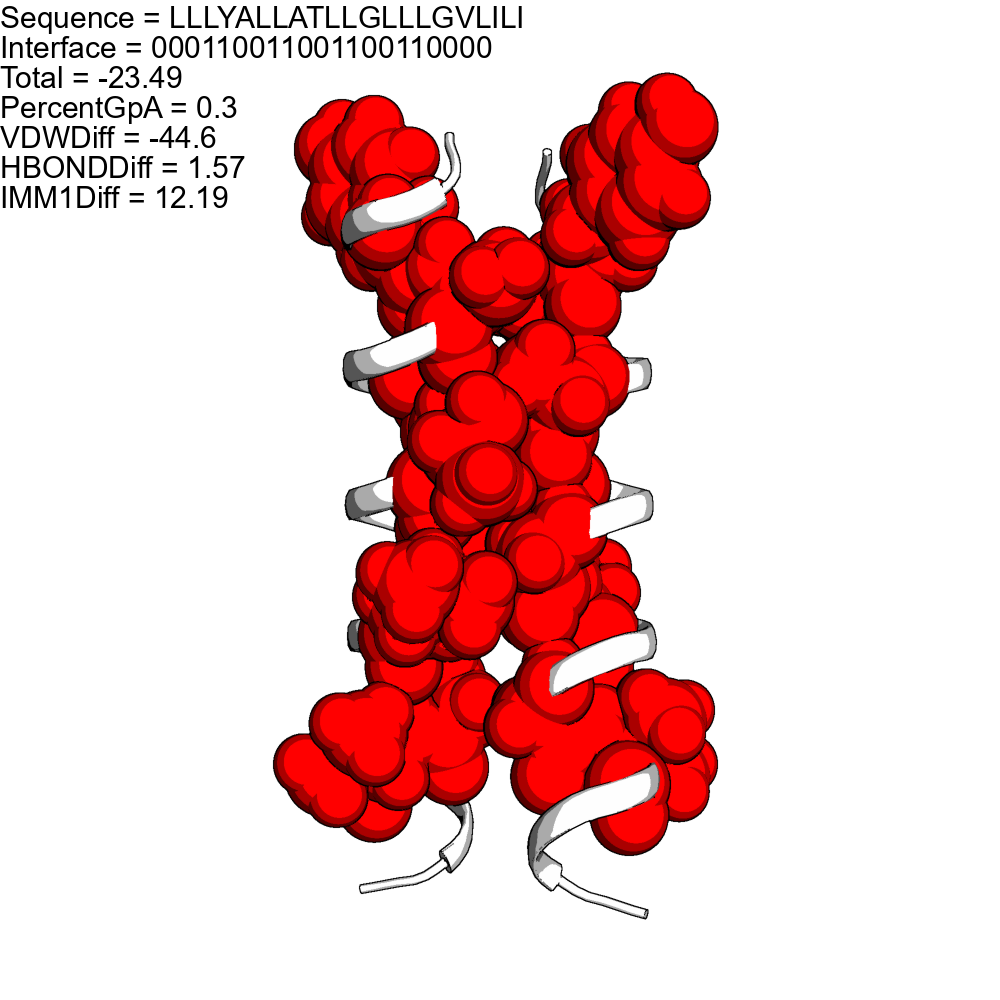 Sequence = LLLYALLATLLGLLLGVLILI
Interface = 000110011001100110000
Total = -23.49
PercentGpA = 0.3
VDWDiff = -44.6
HBONDDiff = 1.57
IMM1Diff = 12.19